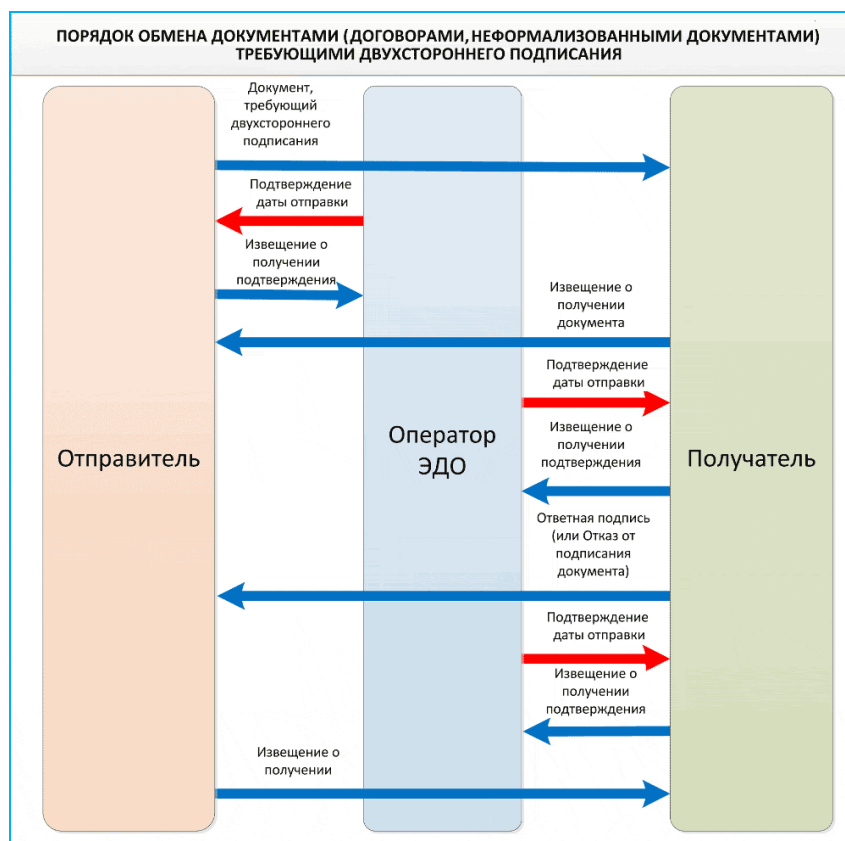 ПОРЯДОК ОБМЕНА ДОКУМЕНТАМИ (ДОГОВОРАМИ, НЕФОРМАЛИЗОВАННЫМИ ДОКУМЕНТАМИ)
ТРЕБУЮЩИМИ ДВУХСТОРОННЕГО ПОДПИСАНИЯ
Документ,
требующий
двухстороннего
подписания
Подтверждение
даты отправки
Извещение о
получении
подтверждения
Извещение о
получении
документа
Подтверждение
даты отправки
Отправитель
Оператор
ЭДО
Получатель
Извещение о
получении
подтверждения
Ответная подпись
(или Отказ от
подписания
документа)
Подтверждение
даты отправки
Извещение о
получении
подтверждения
Извещение о
получении